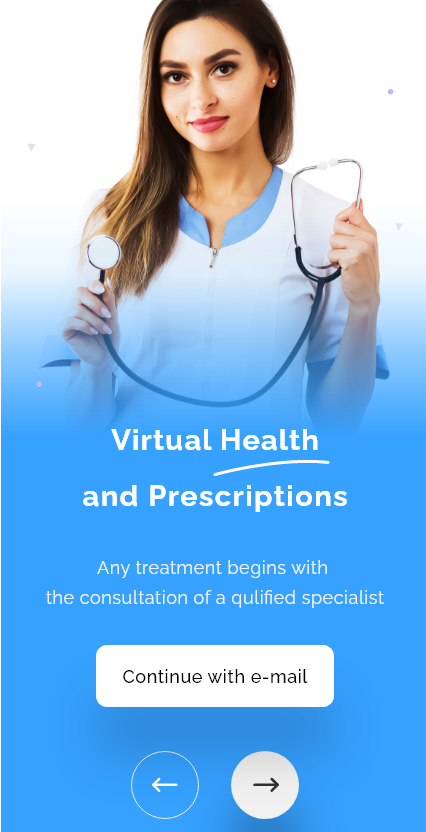 Virtual Health
and Prescriptions
Any treatment begins with
the consultation of a qulified specialist
Continue with e-mail